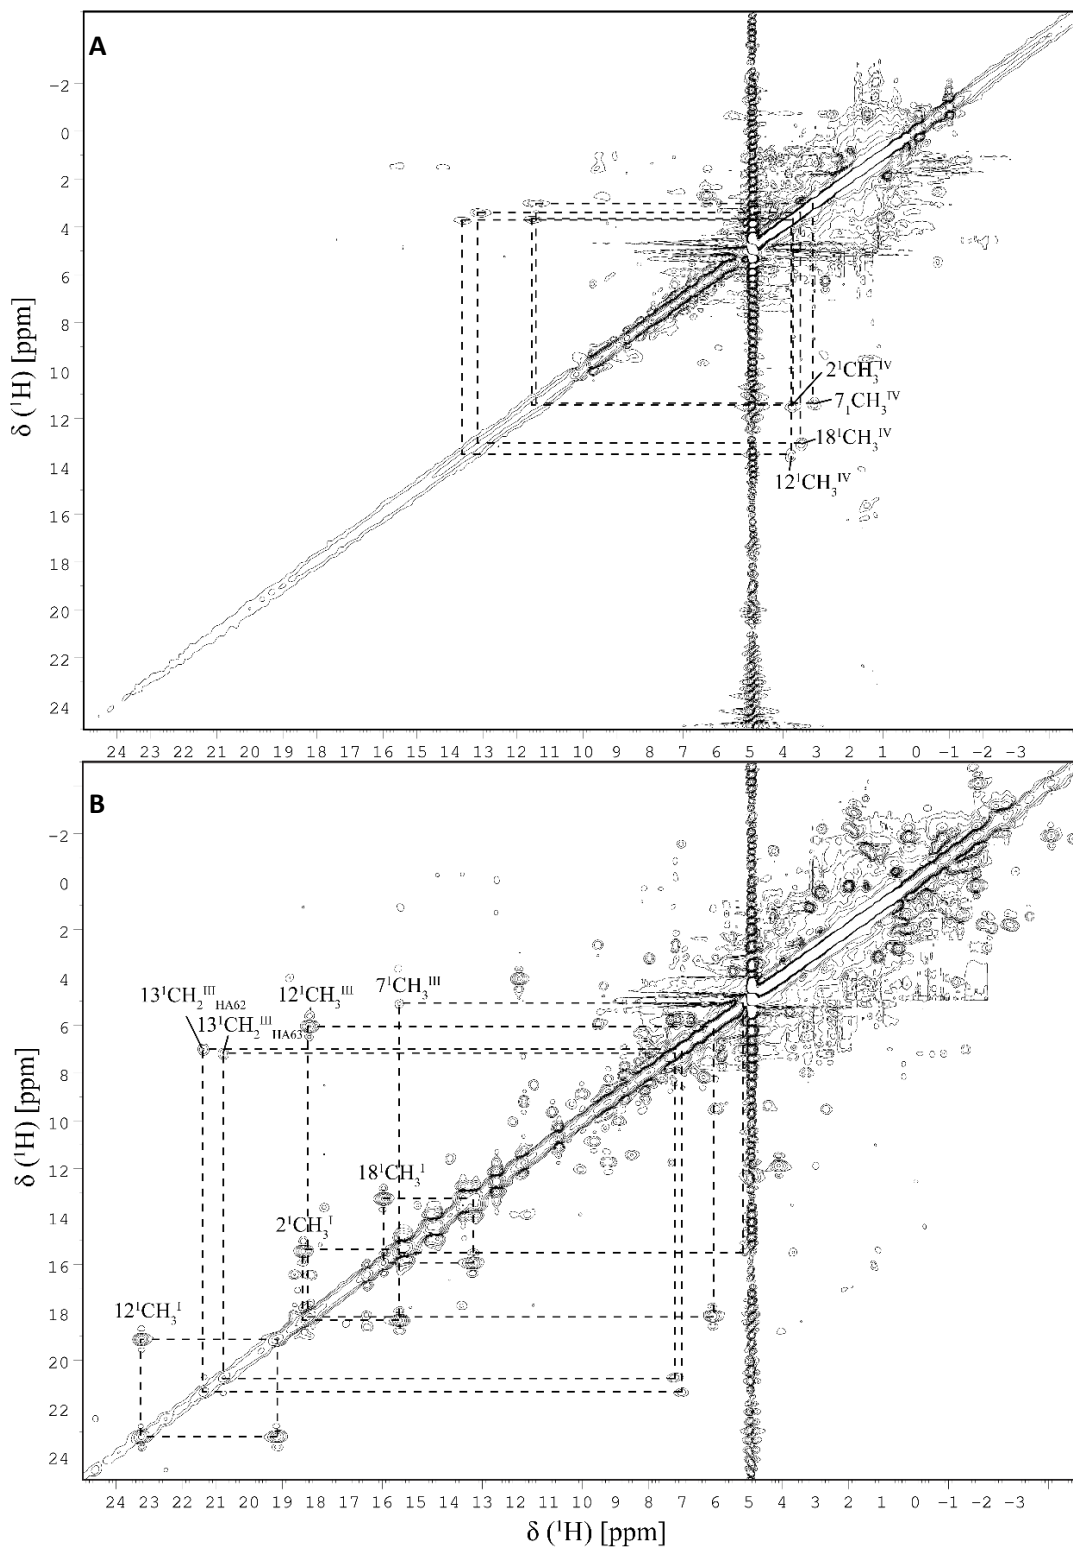 A
−2
0
2
4
6
8
10
12
14
16
18
20
22
24
δ (¹H) [ppm]
2¹CH₃ᴵⱽ
7₁CH₃ᴵⱽ
18¹CH₃ᴵⱽ
12¹CH₃ᴵⱽ
24 23 22 21 20 19 18 17 16 15 14 13 12 11 10 9 8 7 6 5 4 3 2 1 0 −1 −2 −3
B
−2
0
2
4
6
8
10
12
14
16
18
20
22
24
δ (¹H) [ppm]
13¹CH₂ᴵᴵᴵ HA62
12¹CH₃ᴵᴵᴵ
7¹CH₃ᴵᴵᴵ
13¹CH₂ᴵᴵᴵ HA63
18¹CH₃ᴵ
2¹CH₃ᴵ
12¹CH₃ᴵ
24 23 22 21 20 19 18 17 16 15 14 13 12 11 10 9 8 7 6 5 4 3 2 1 0 −1 −2 −3
δ (¹H) [ppm]